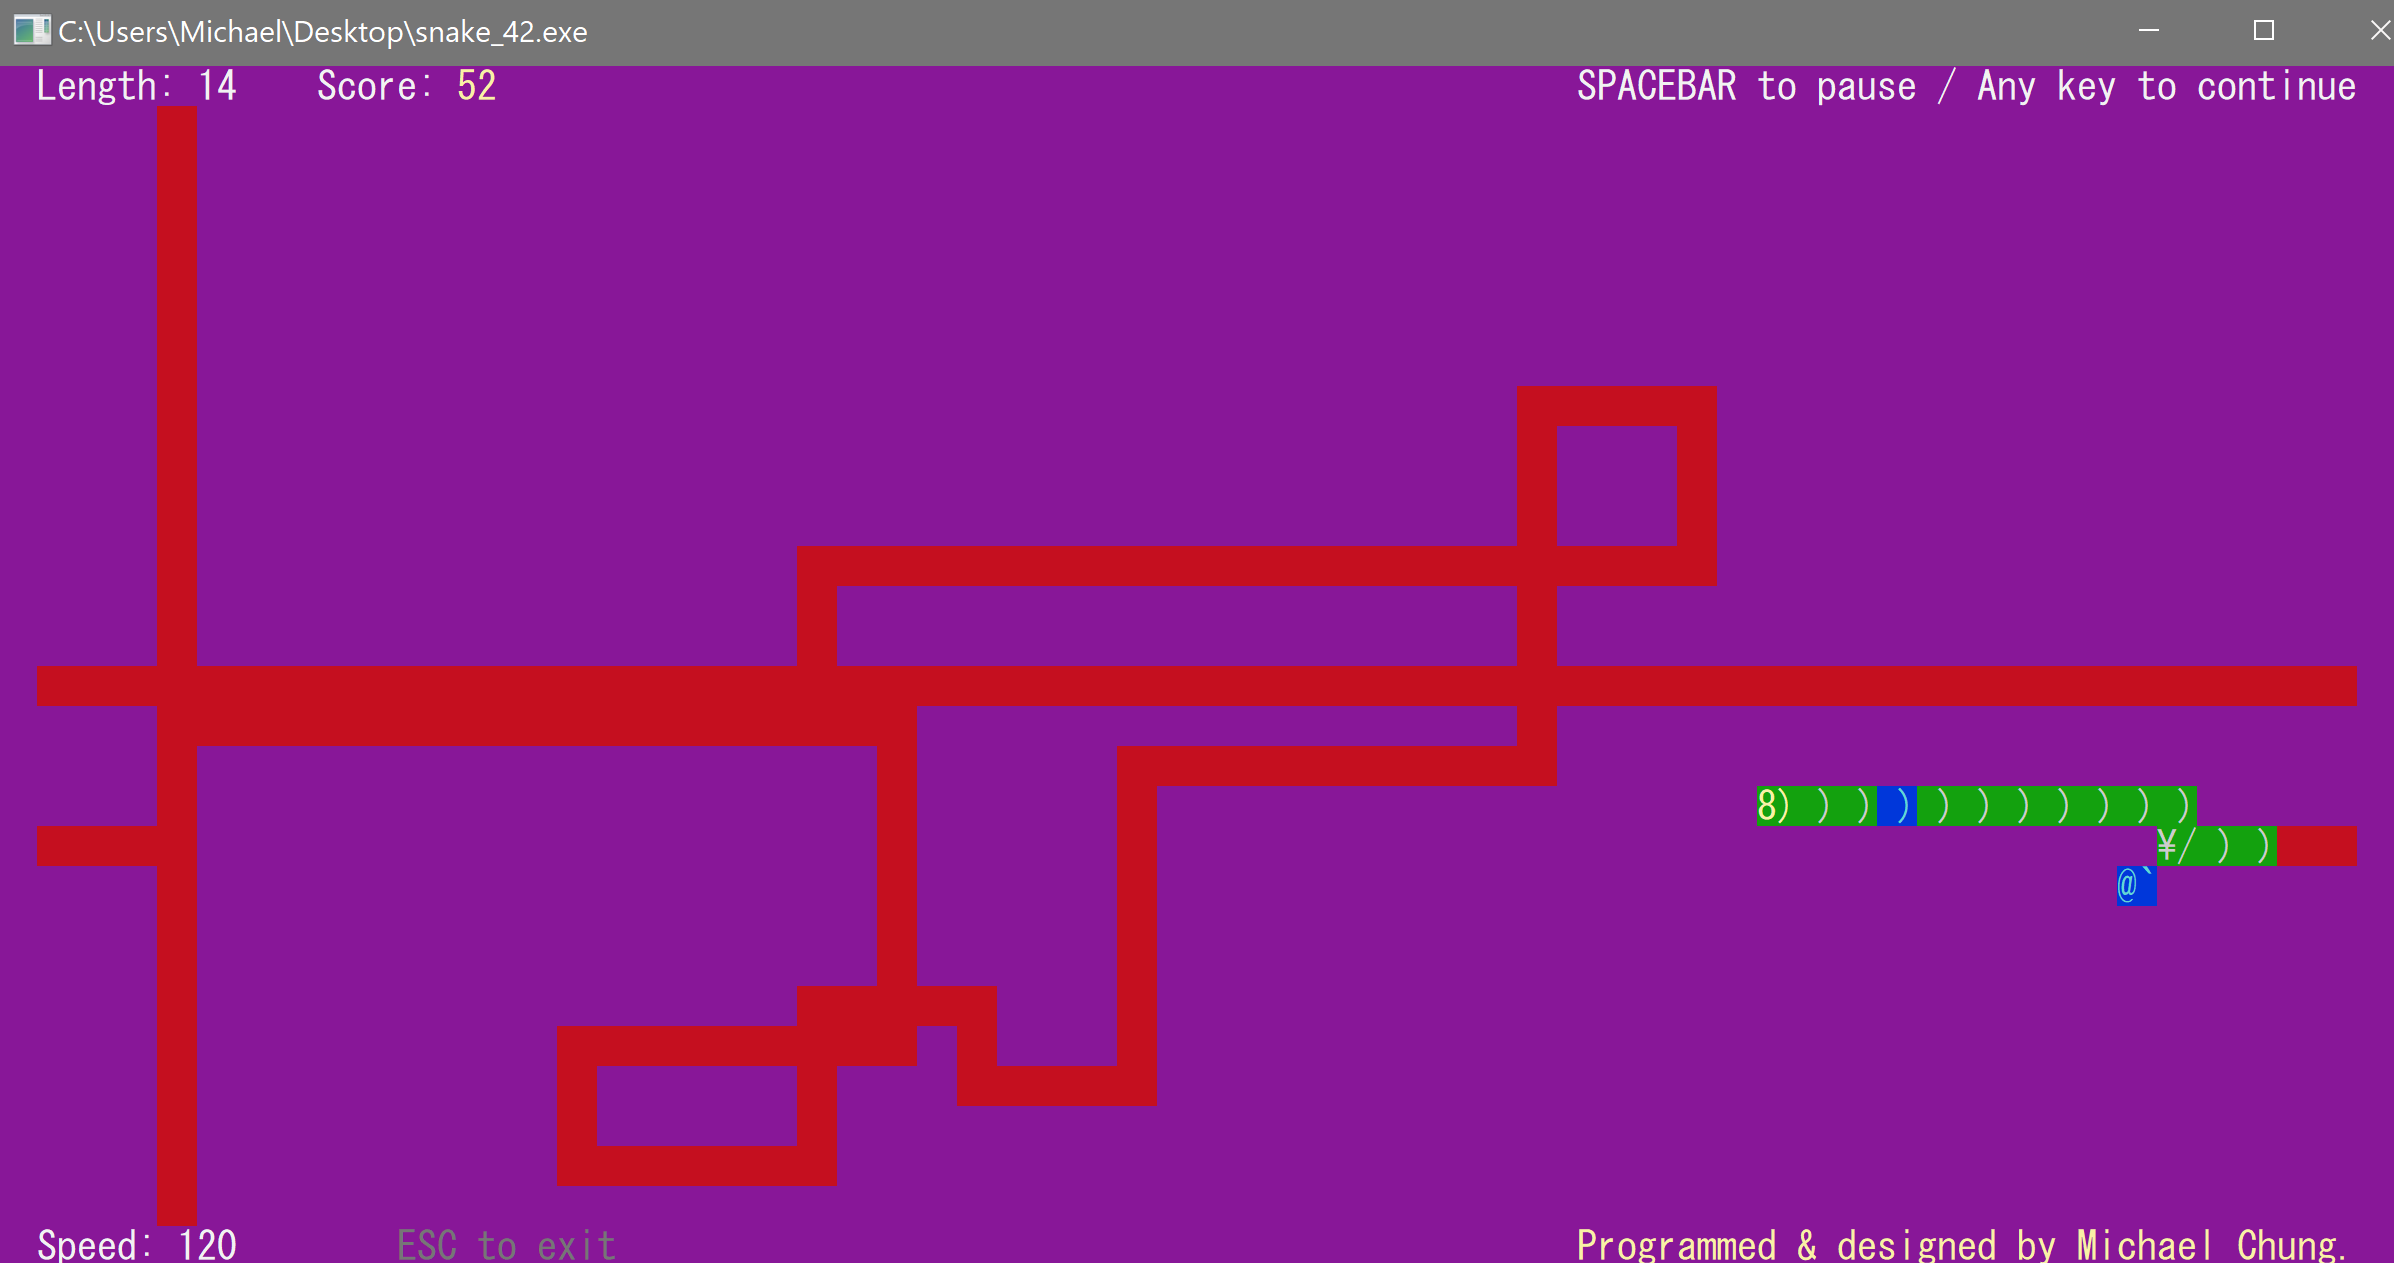 C:\Users\Michael\Desktop\snake_42.exe
Length: 14 Score: 52 SPACEBAR to pause / Any key to continue
8) ) ) ) ) ) ) ) ) ) )
¥/ ) )
@`
Speed: 120 ESC to exit Programmed & designed by Michael Chung.